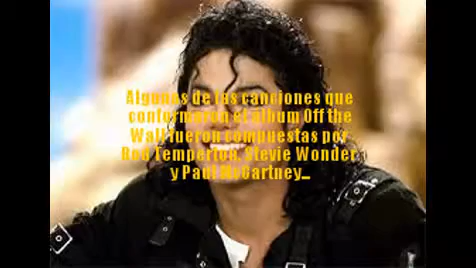 Algunas de las canciones que
conformaron el álbum Off the
Wall fueron compuestas por
Rod Temperton, Stevie Wonder
y Paul McCartney...